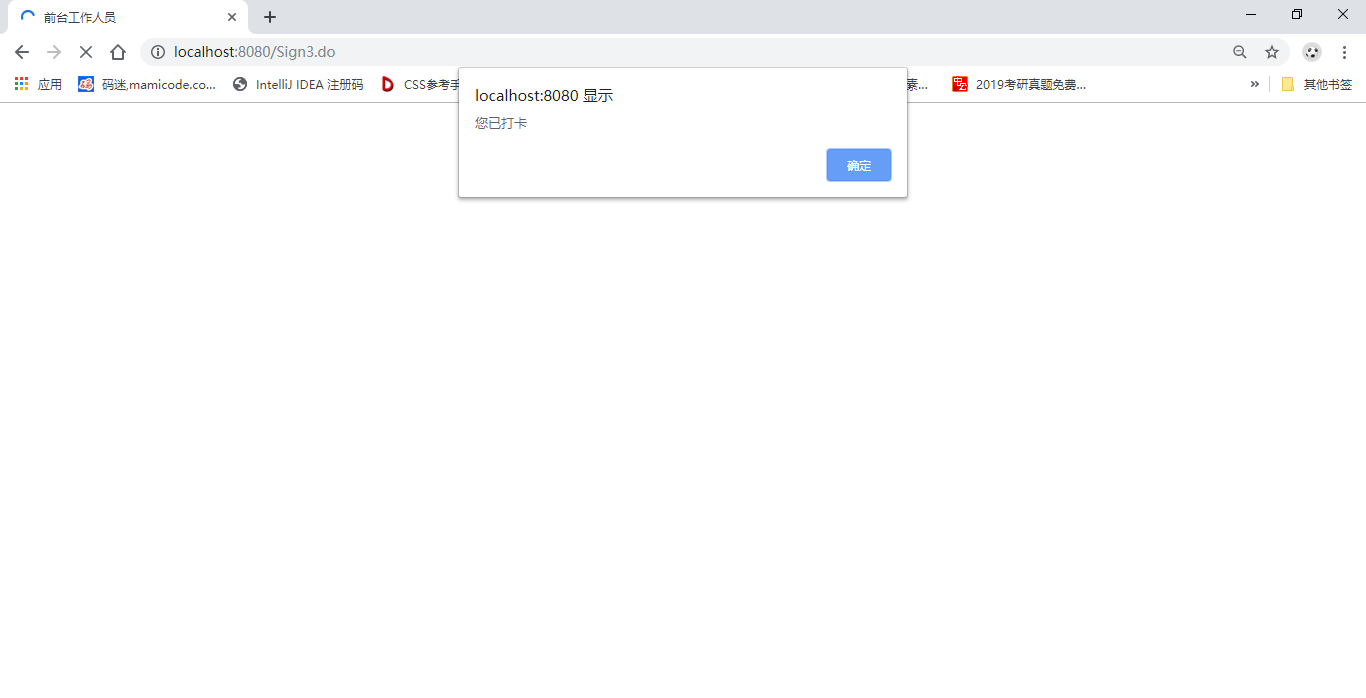 前台工作人员
localhost:8080/Sign3.do
应用 码迷,mamicode.co... IntelliJ IDEA 注册码 CSS参考手 素... 2019考研真题免费... » 其他书签
localhost:8080 显示
您已打卡
确定